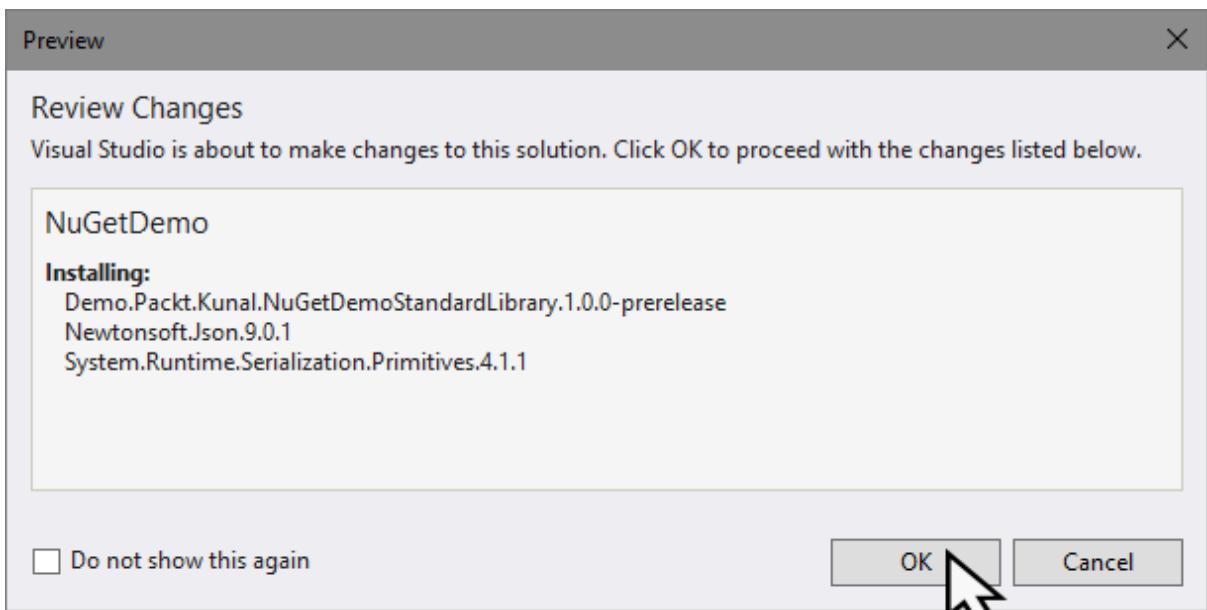 Preview
Review Changes
Visual Studio is about to make changes to this solution. Click OK to proceed with the changes listed below.
NuGetDemo
Installing:
Demo.Packt.Kunal.NuGetDemoStandardLibrary.1.0.0-prerelease
Newtonsoft.Json.9.0.1
System.Runtime.Serialization.Primitives.4.1.1
Do not show this again
OK
Cancel